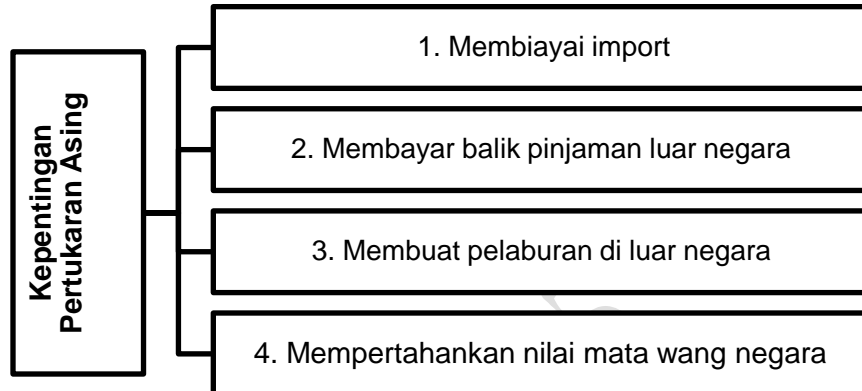 Kepentingan
Pertukaran Asing
1. Membiayai import
2. Membayar balik pinjaman luar negara
3. Membuat pelaburan di luar negara
4. Mempertahankan nilai mata wang negara